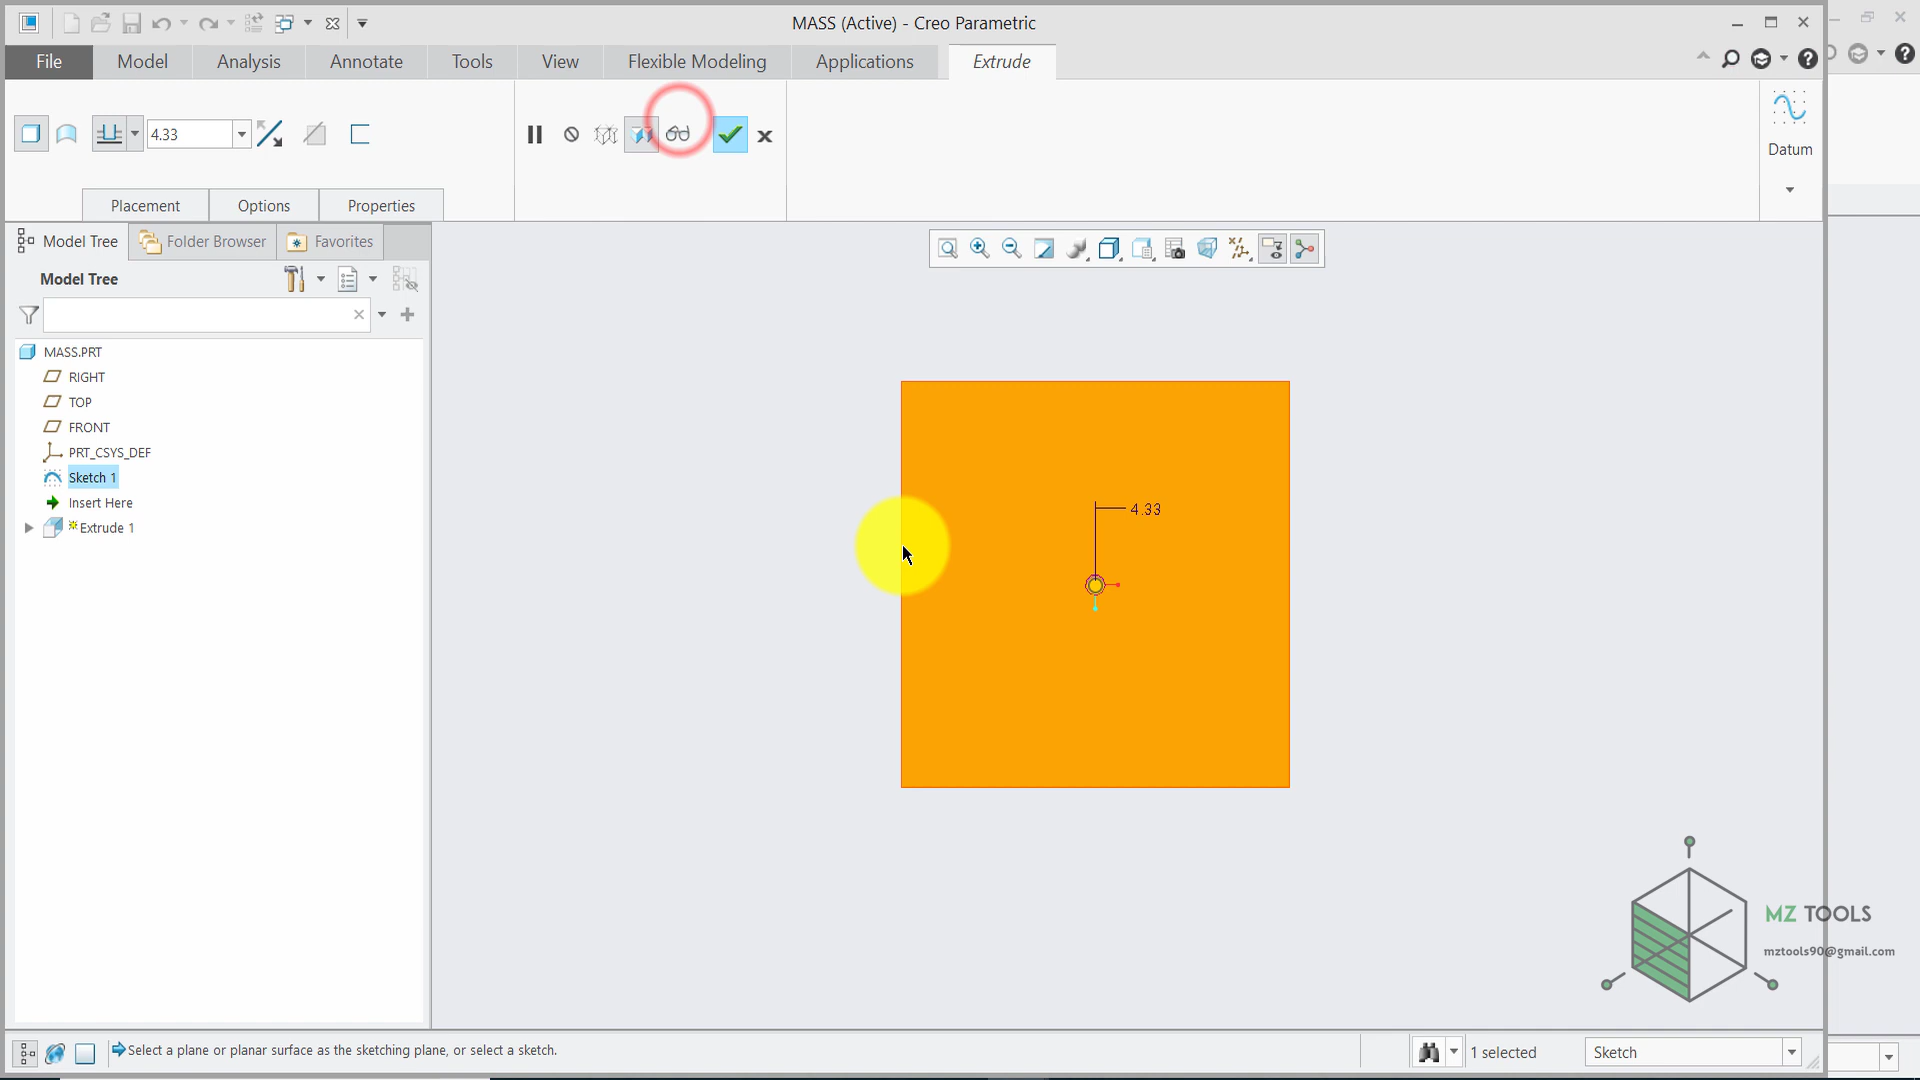 MASS (Active) - Creo Parametric
File
Model
Analysis
Annotate
Tools
View
Flexible Modeling
Applications
Extrude
4.33
Placement
Options
Properties
Datum
Model Tree
Folder Browser
Favorites
Model Tree
MASS.PRT
RIGHT
TOP
FRONT
PRT_CSYS_DEF
Sketch 1
Insert Here
Extrude 1
4.33
MZ TOOLS
mztools90@gmail.com
Select a plane or planar surface as the sketching plane, or select a sketch.
1 selected
Sketch